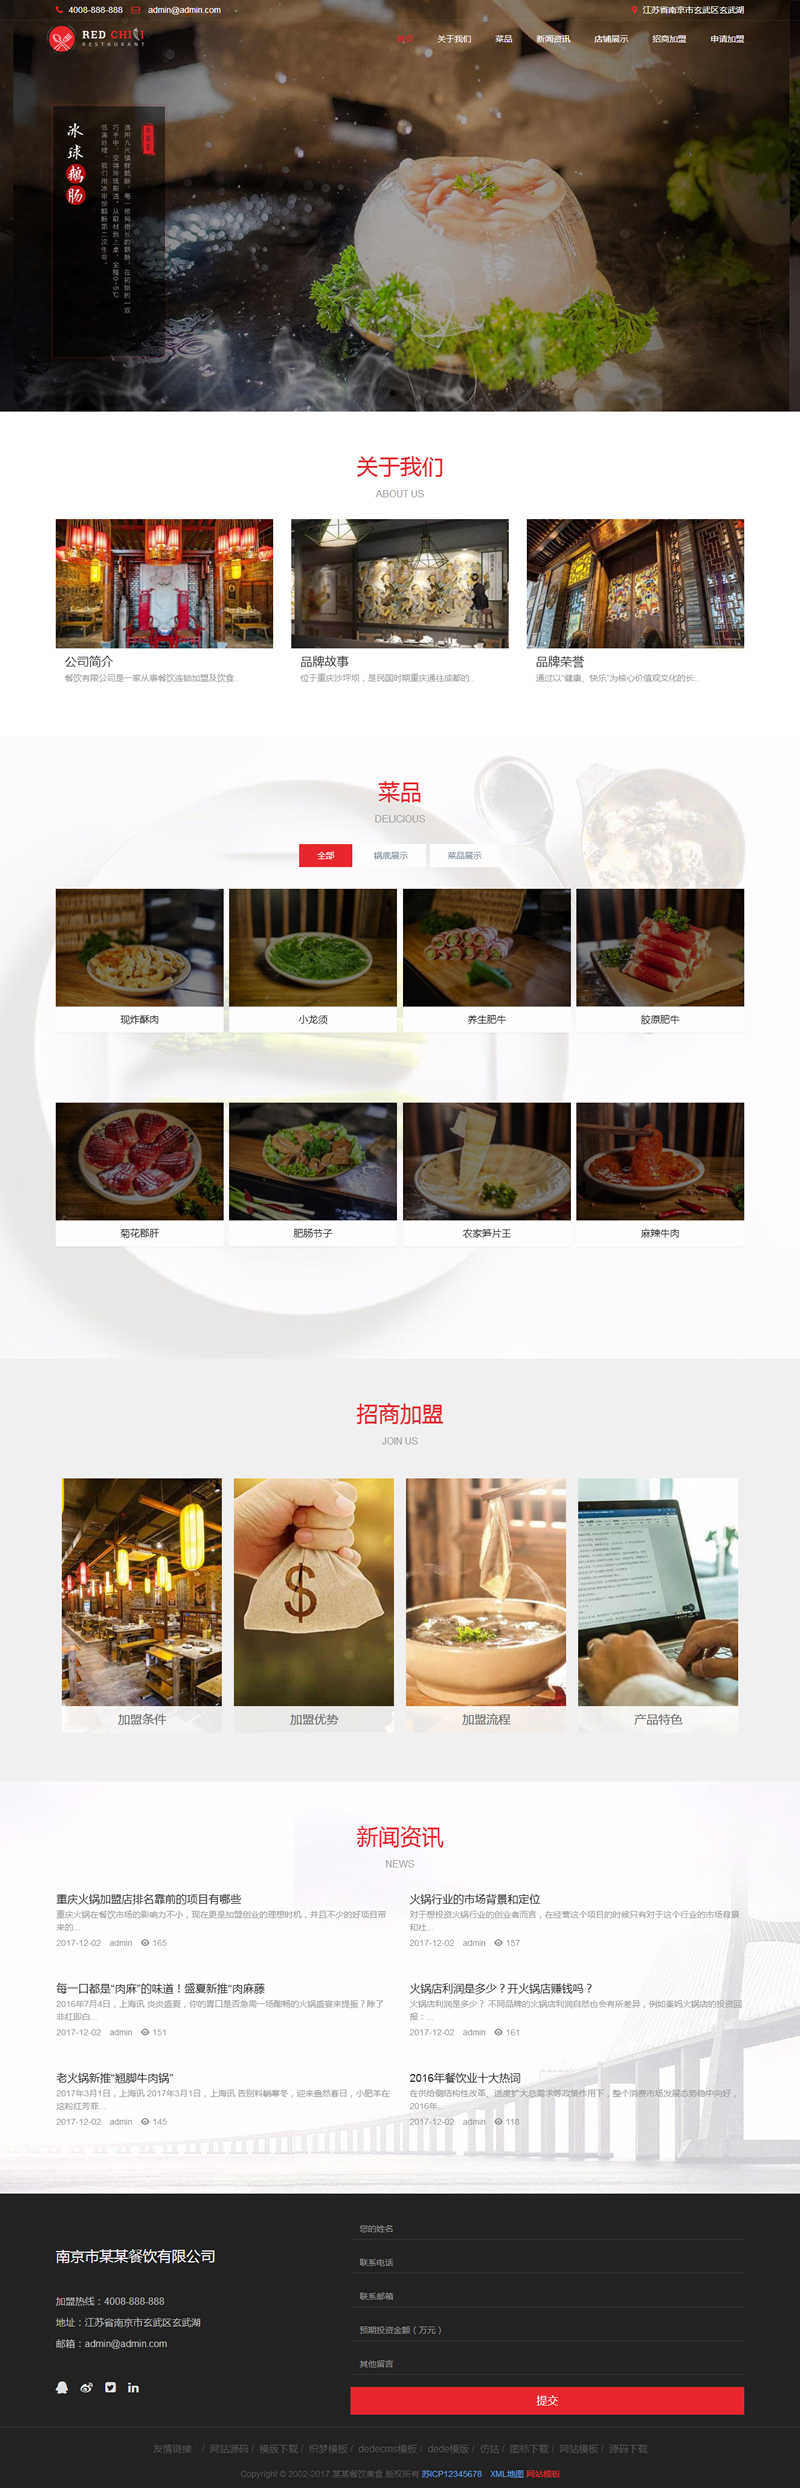 4008-888-888 admin@admin.com 江苏省南京市玄武区玄武湖
RED CHILI
RESTAURANT
关于我们 菜品 新闻资讯 店铺展示 招商加盟 申请加盟
冰球鹅肠
关于我们
ABOUT US
公司简介 品牌故事 品牌荣誉
餐饮有限公司是一家从事餐饮连锁加盟及饮食.. 位于重庆沙坪坝，是民国时期重庆通往成都的.. 通过以“健康、快乐”为核心价值观文化的长..
菜品
DELICIOUS
全部 锅底展示 菜品展示
现炸酥肉 小龙须 养生肥牛 胶原肥牛
菊花郡肝 肥肠节子 农家笋片王 麻辣牛肉
招商加盟
JOIN US
$
加盟条件 加盟优势 加盟流程 产品特色
新闻资讯
NEWS
重庆火锅加盟店排名靠前的项目有哪些
重庆火锅在餐饮市场的影响力不小，现在更是加盟创业的理想时机，并且不少的好项目带
来的...
2017-12-02 admin 165
火锅行业的市场背景和定位
对于想投资火锅行业的创业者而言，在经营这个项目的时候只有对于这个行业的市场背景
和社...
2017-12-02 admin 157
每一口都是“肉麻”的味道！盛夏新推“肉麻藤
2016年7月4日，上海讯 炎炎盛夏，你的胃口是否急需一场酣畅的火锅盛宴来提振？除了
非红即白...
2017-12-02 admin 151
火锅店利润是多少？开火锅店赚钱吗？
火锅店利润是多少？ 不同品牌的火锅店利润自然也会有所差异，例如秦妈火锅店的投资回
报：...
2017-12-02 admin 161
老火锅新推“翘脚牛肉锅”
2017年3月1日，上海讯 2017年3月1日，上海讯 告别料峭寒冬，迎来盎然春日，小肥羊在
这粉红芳菲...
2017-12-02 admin 145
2016年餐饮业十大热词
在供给侧结构性改革、适度扩大总需求等政策作用下，整个消费市场发展态势稳中向好，
2016年...
2017-12-02 admin 118
南京市某某餐饮有限公司
加盟热线：4008-888-888
地址：江苏省南京市玄武区玄武湖
邮箱：admin@admin.com
您的姓名
联系电话
联系邮箱
预期投资金额（万元）
其他留言
提交
友情链接： / 网站源码 / 模版下载 / 织梦模板 / dedecms模板 / dede模版 / 仿站 / 图标下载 / 网站模板 / 源码下载
Copyright © 2002-2017 某某餐饮美食 版权所有 苏ICP12345678 XML地图 网站模板